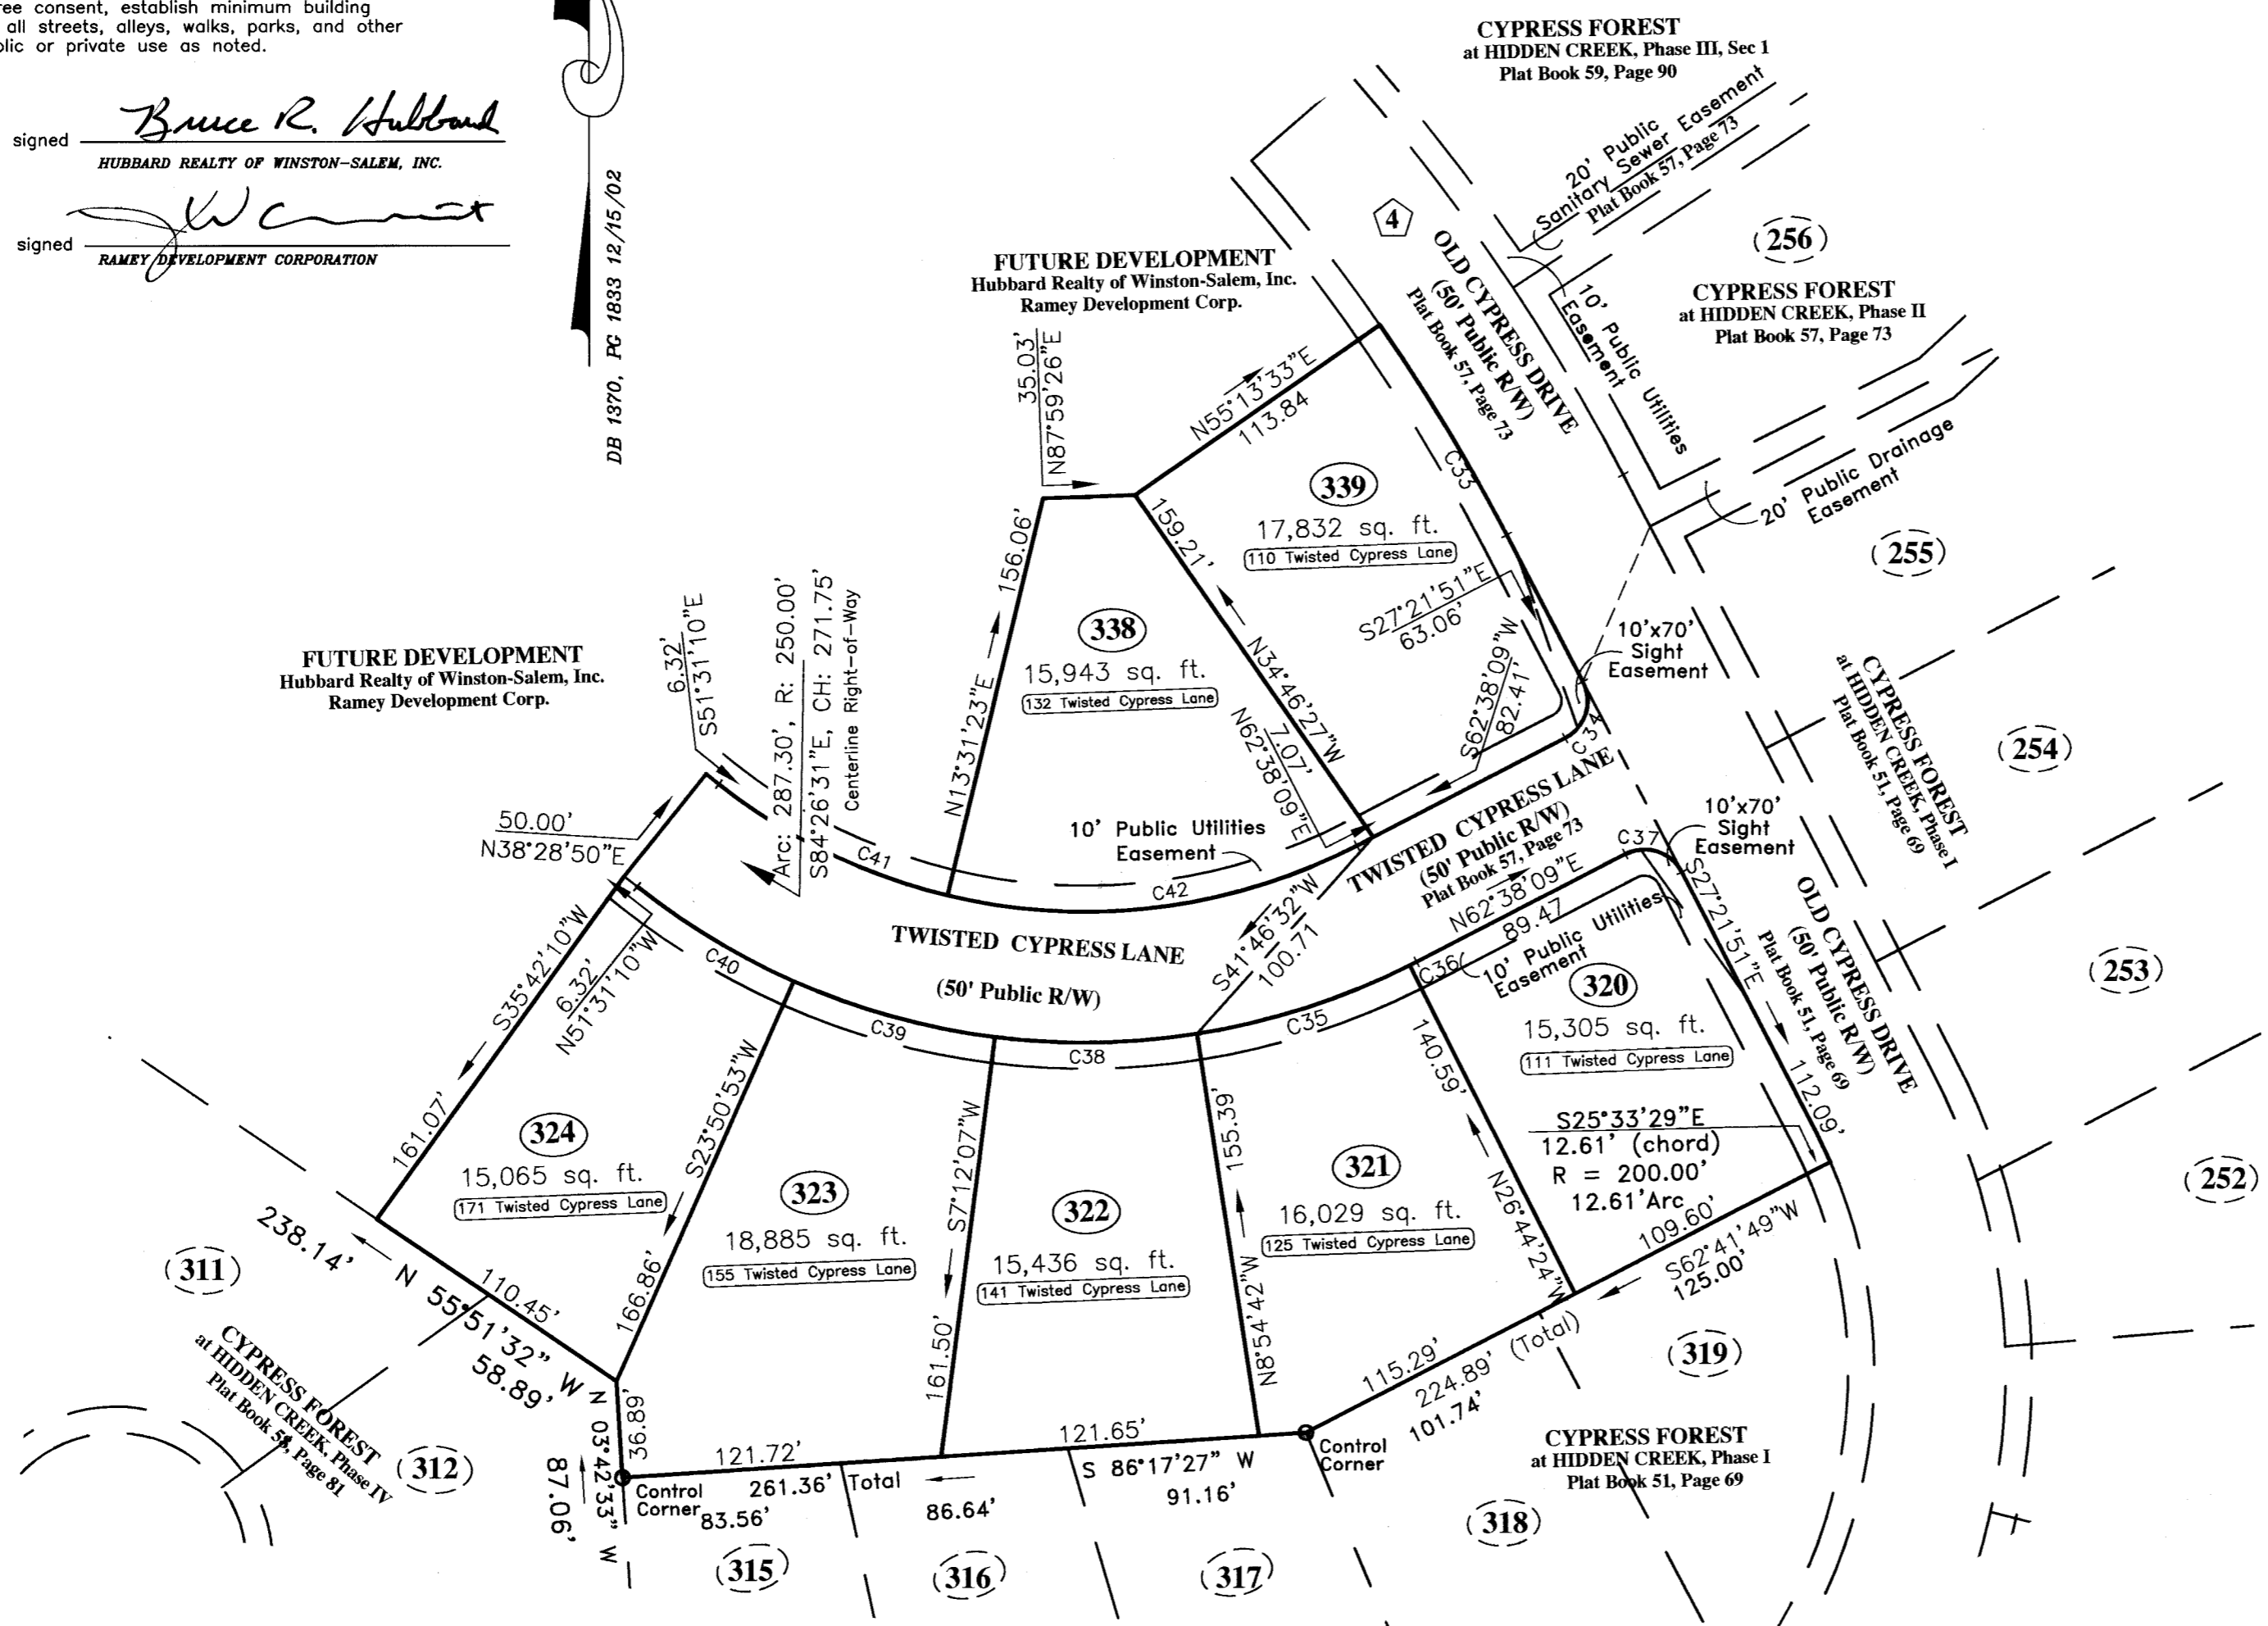 ree consent, establish minimum building
all streets, alleys, walks, parks, and other
olic or private use as noted.
signed Bruce R. Hubbard
HUBBARD REALTY OF WINSTON-SALEM, INC.
signed
RAMEY DEVELOPMENT CORPORATION
DB 1370, PG 1833 12/15/02
CYPRESS FOREST
at HIDDEN CREEK, Phase III, Sec 1
Plat Book 59, Page 90
20' Public
Sanitary Sewer Easement
Plat Book 57, Page 73
4
OLD CYPRESS DRIVE
(50' Public R/W)
Plat Book 57, Page 73
256
CYPRESS FOREST
at HIDDEN CREEK, Phase II
Plat Book 57, Page 73
10' Public Utilities
Easement
20' Public Drainage
Easement
255
FUTURE DEVELOPMENT
Hubbard Realty of Winston-Salem, Inc.
Ramey Development Corp.
35.03'
N87°59'26"E
N55°13'33"E
113.84
C33
339
17,832 sq. ft.
110 Twisted Cypress Lane
159.21'
N34°46'27"W
S27°21'51"E
63.06'
S62°38'09"W
82.41'
C34
10'x70'
Sight
Easement
156.06'
N13°31'23"E
338
15,943 sq. ft.
132 Twisted Cypress Lane
N62°38'09"E
7.07'
10' Public Utilities
Easement
C42
C41
FUTURE DEVELOPMENT
Hubbard Realty of Winston-Salem, Inc.
Ramey Development Corp.
6.32'
S51°31'10"E
Arc: 287.30', R: 250.00'
S84°26'31"E, CH: 271.75'
Centerline Right-of-Way
50.00'
N38°28'50"E
TWISTED CYPRESS LANE
(50' Public R/W)
Plat Book 57, Page 73
TWISTED CYPRESS LANE
(50' Public R/W)
S41°46'32"W
100.71
N62°38'09"E
89.47
C37
10'x70'
Sight
Easement
C36
10' Public Utilities
Easement
S27°21'51"E
112.09'
OLD CYPRESS DRIVE
(50' Public R/W)
Plat Book 51, Page 69
CYPRESS FOREST
at HIDDEN CREEK, Phase I
Plat Book 51, Page 69
254
253
252
320
15,305 sq. ft.
111 Twisted Cypress Lane
S25°33'29"E
12.61' (chord)
R = 200.00'
12.61'Arc
109.60'
S62°41'49"W
125.00'
140.59'
N26°44'24"W
C35
321
16,029 sq. ft.
125 Twisted Cypress Lane
155.39'
N8°54'42"W
C38
322
15,436 sq. ft.
141 Twisted Cypress Lane
S7°12'07"W
161.50'
C39
323
18,885 sq. ft.
155 Twisted Cypress Lane
S23°50'53"W
166.86'
C40
6.32'
N51°31'10"W
S35°42'10"W
161.07'
324
15,065 sq. ft.
171 Twisted Cypress Lane
238.14'
N 55°51'32" W
110.45'
58.89'
311
CYPRESS FOREST
at HIDDEN CREEK, Phase IV
Plat Book 58, Page 81
312
N 03°42'33" W
36.89'
87.06'
Control
Corner
121.72'
261.36' Total
83.56'
86.64'
121.65'
S 86°17'27" W
91.16'
Control
Corner
115.29'
224.89' (Total)
101.74'
319
CYPRESS FOREST
at HIDDEN CREEK, Phase I
Plat Book 51, Page 69
318
315
316
317